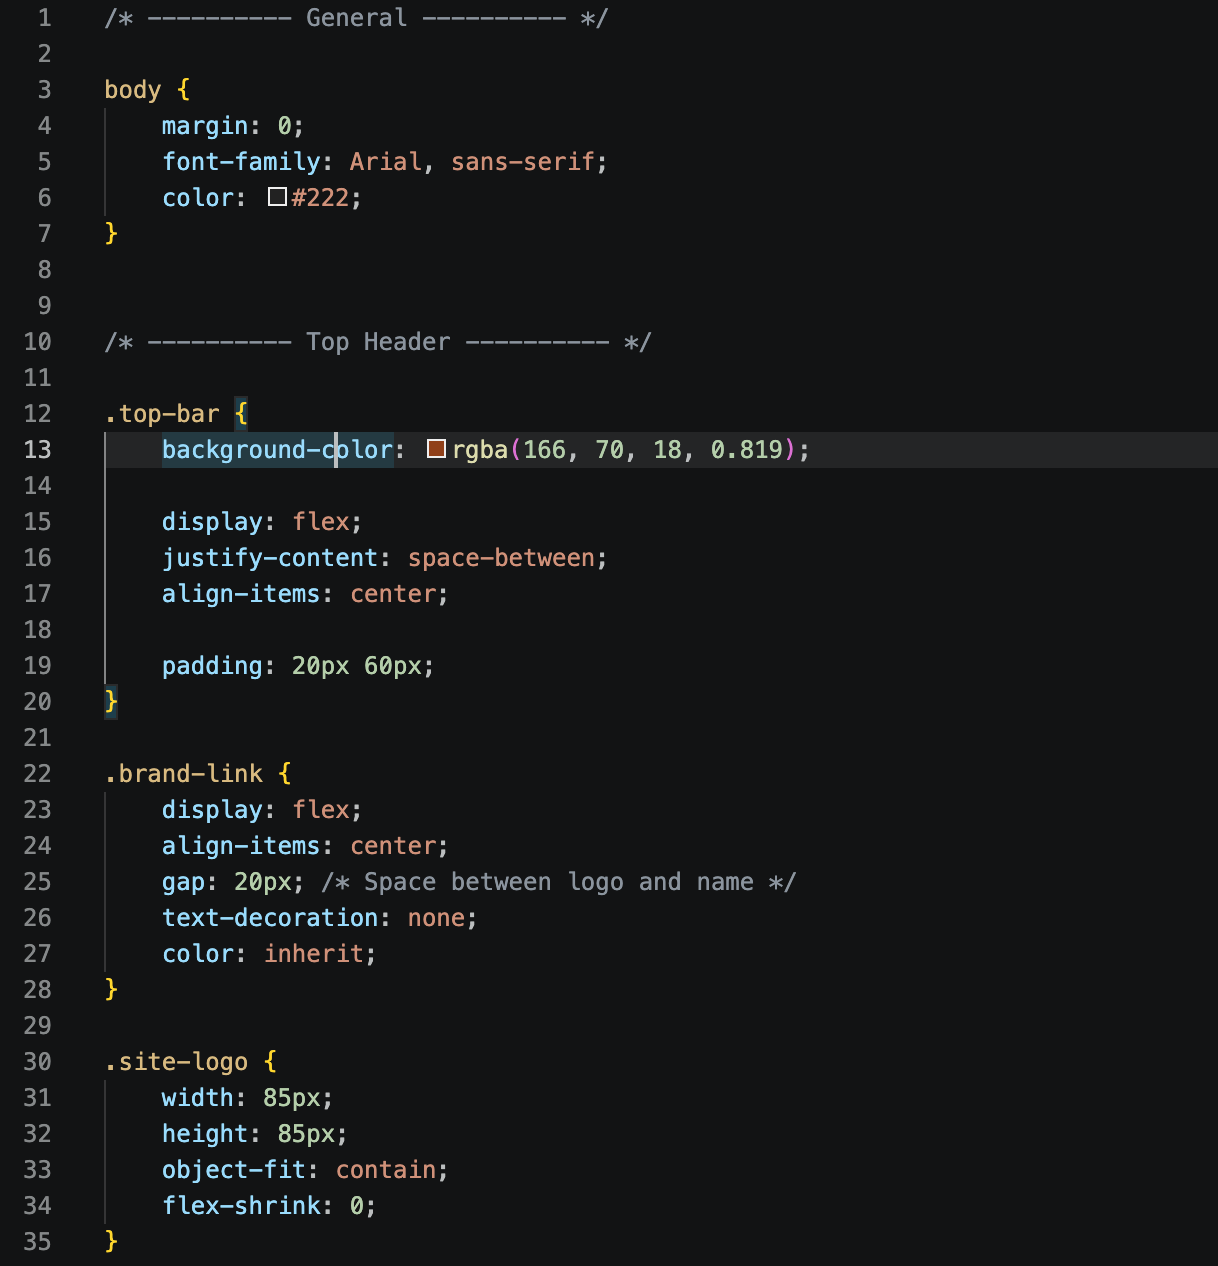 1 /* ---------- General ---------- */
2
3 body {
4     margin: 0;
5     font-family: Arial, sans-serif;
6     color: #222;
7 }
8
9
10 /* ---------- Top Header ---------- */
11
12 .top-bar {
13     background-color: rgba(166, 70, 18, 0.819);
14
15     display: flex;
16     justify-content: space-between;
17     align-items: center;
18
19     padding: 20px 60px;
20 }
21
22 .brand-link {
23     display: flex;
24     align-items: center;
25     gap: 20px; /* Space between logo and name */
26     text-decoration: none;
27     color: inherit;
28 }
29
30 .site-logo {
31     width: 85px;
32     height: 85px;
33     object-fit: contain;
34     flex-shrink: 0;
35 }